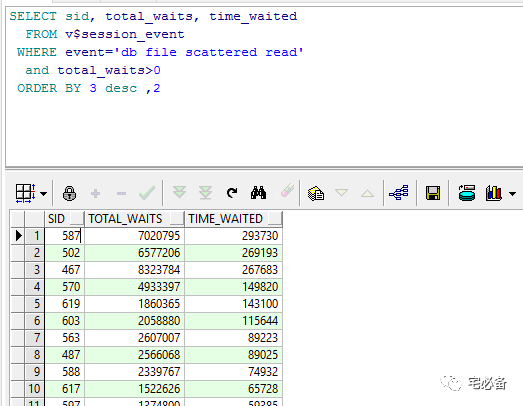 SELECT sid, total_waits, time_waited
FROM v$session_event
WHERE event='db file scattered read'
and total_waits>0
ORDER BY 3 desc ,2
SID TOTAL_WAITS TIME_WAITED
1 587 7020795 293730
2 502 6577206 269193
3 467 8323784 267683
4 570 4933397 149820
5 619 1860365 143100
6 603 2058880 115644
7 563 2607007 89223
8 487 2566068 89025
9 588 2339767 74932
10 617 1522626 65728
11 597 1374800 59385
宅必备